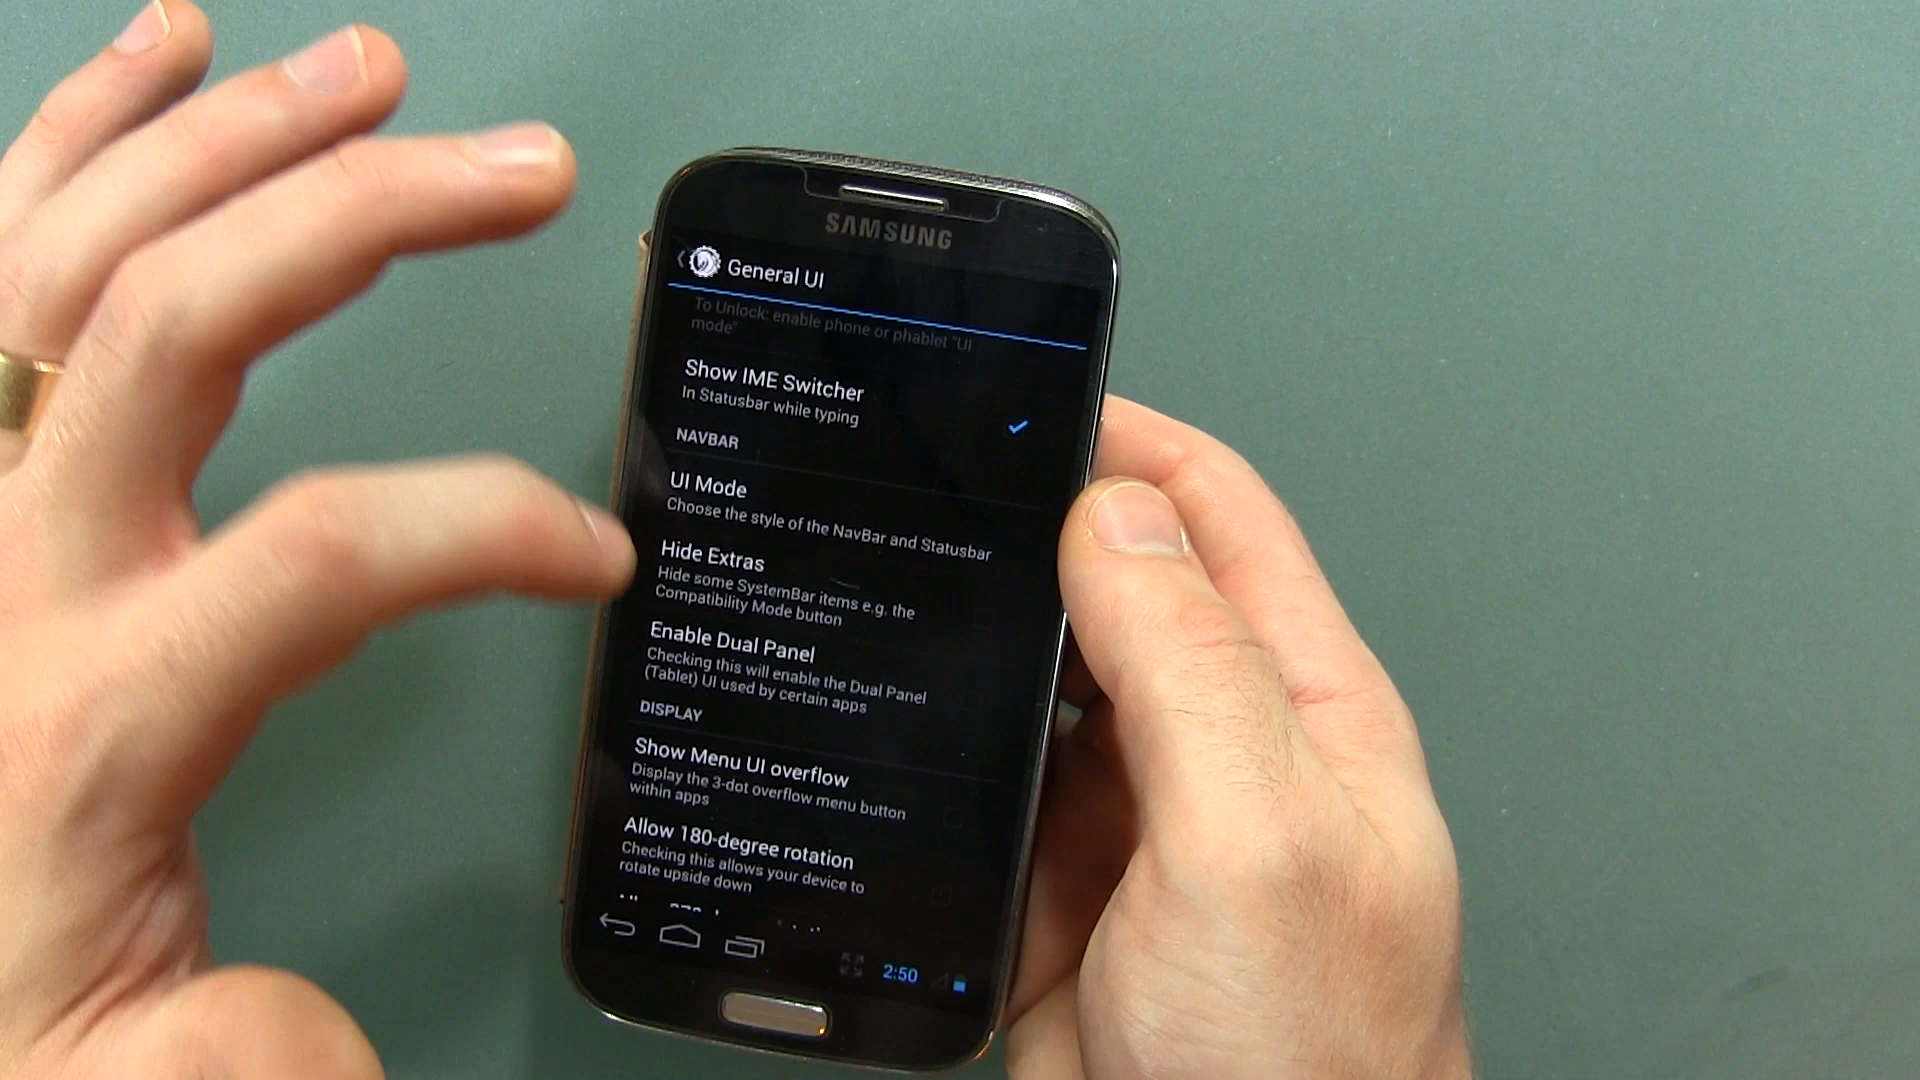 SAMSUNG
General UI
To Unlock: enable phone or phablet "UI
mode"
Show IME Switcher
In Statusbar while typing
NAVBAR
UI Mode
Choose the style of the NavBar and Statusbar
Hide Extras
Hide some SystemBar items e.g. the
Compatibility Mode button
Enable Dual Panel
Checking this will enable the Dual Panel
(Tablet) UI used by certain apps
DISPLAY
Show Menu UI overflow
Display the 3-dot overflow menu button
within apps
Allow 180-degree rotation
Checking this allows your device to
rotate upside down
2:50